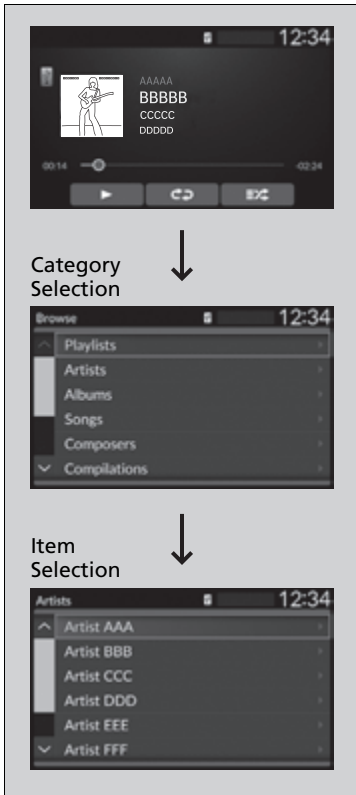 12:34
AAAAA
BBBBB
CCCCC
DDDDD
00:14
-02:24
Category
Selection
Browse 12:34
Playlists
Artists
Albums
Songs
Composers
Compilations
Item
Selection
Artists 12:34
Artist AAA
Artist BBB
Artist CCC
Artist DDD
Artist EEE
Artist FFF